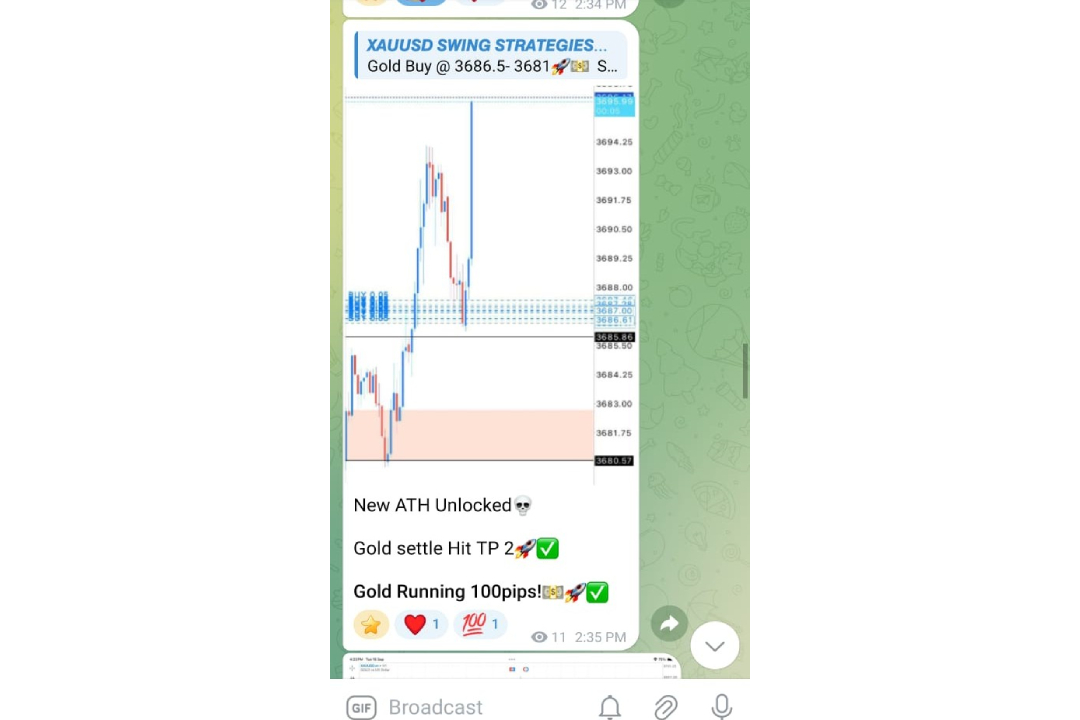 12 2:34 PM
XAUUSD SWING STRATEGIES...
Gold Buy @ 3686.5- 3681🚀💵 S...
3695.99
00:06
3694.25
3693.00
3691.75
3690.50
3689.25
3688.00
3687.00
3686.61
3685.86
3685.50
3684.25
3683.00
3681.75
3680.57
New ATH Unlocked💀
Gold settle Hit TP 2🚀✅
Gold Running 100pips!💵🚀✅
❤️ 1 💯 1
11 2:35 PM
GIF Broadcast